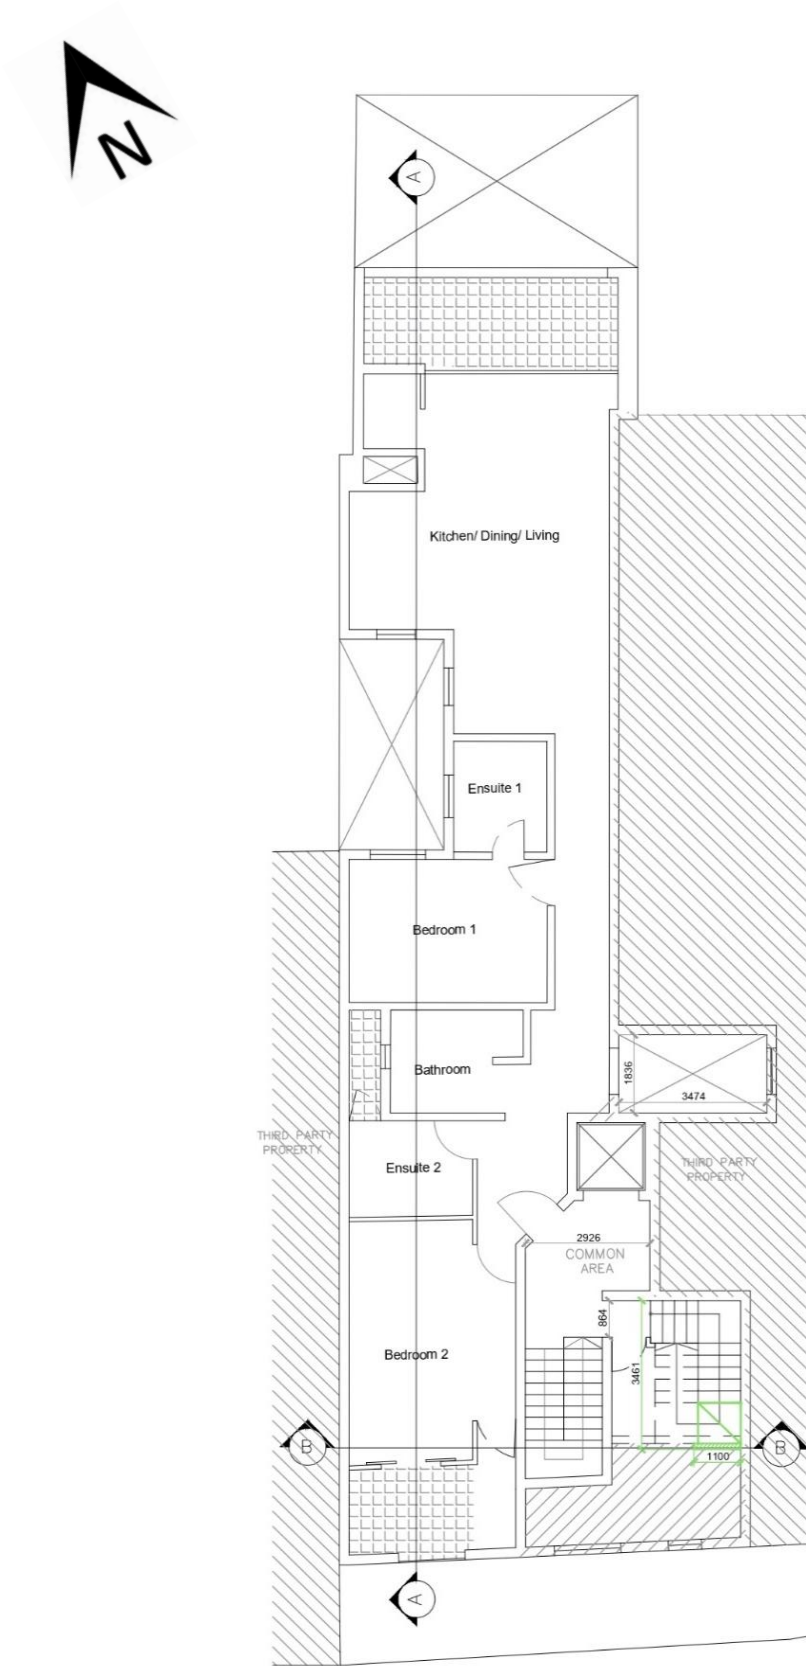 N
A
Kitchen/ Dining/ Living
Ensuite 1
Bedroom 1
Bathroom
1836
3474
THIRD PARTY
PROPERTY
Ensuite 2
THIRD PARTY
PROPERTY
2926
COMMON
AREA
864
3461
Bedroom 2
B
B
1100
A